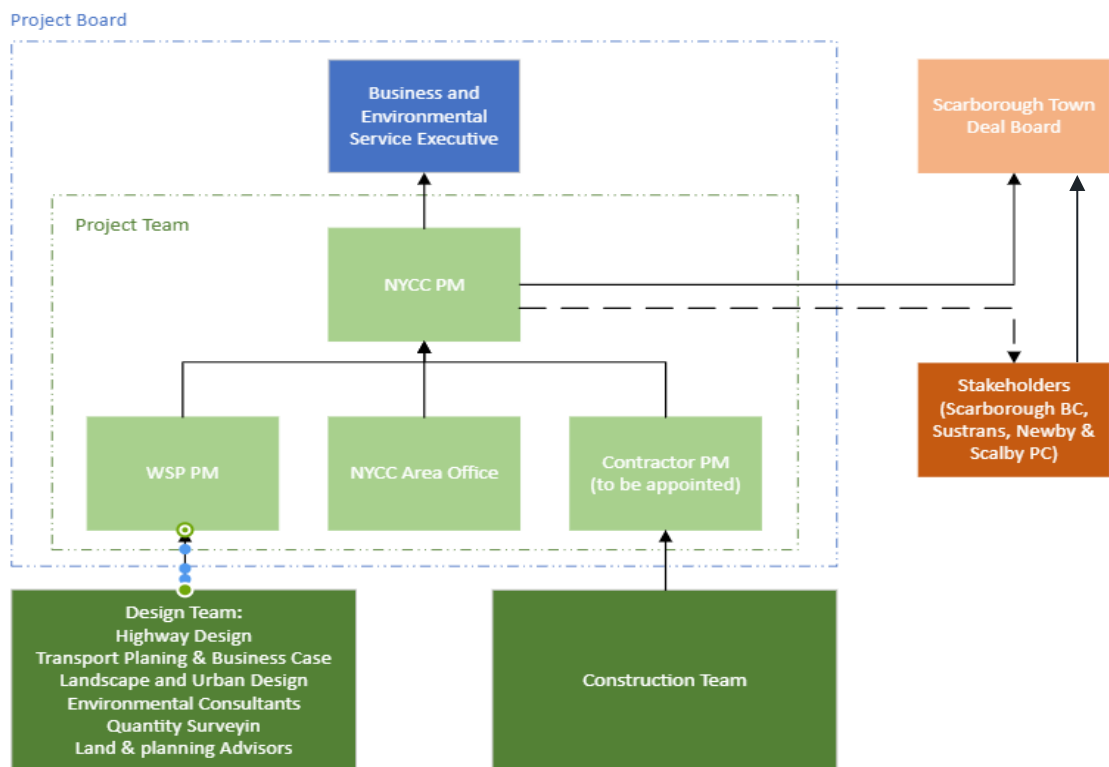 Project Board
Business and
Environmental
Service Executive
Scarborough Town
Deal Board
Project Team
NYCC PM
Stakeholders
(Scarborough BC,
Sustrans, Newby &
Scalby PC)
WSP PM
NYCC Area Office
Contractor PM
(to be appointed)
Design Team:
Highway Design
Transport Planing & Business Case
Landscape and Urban Design
Environmental Consultants
Quantity Surveyin
Land & planning Advisors
Construction Team